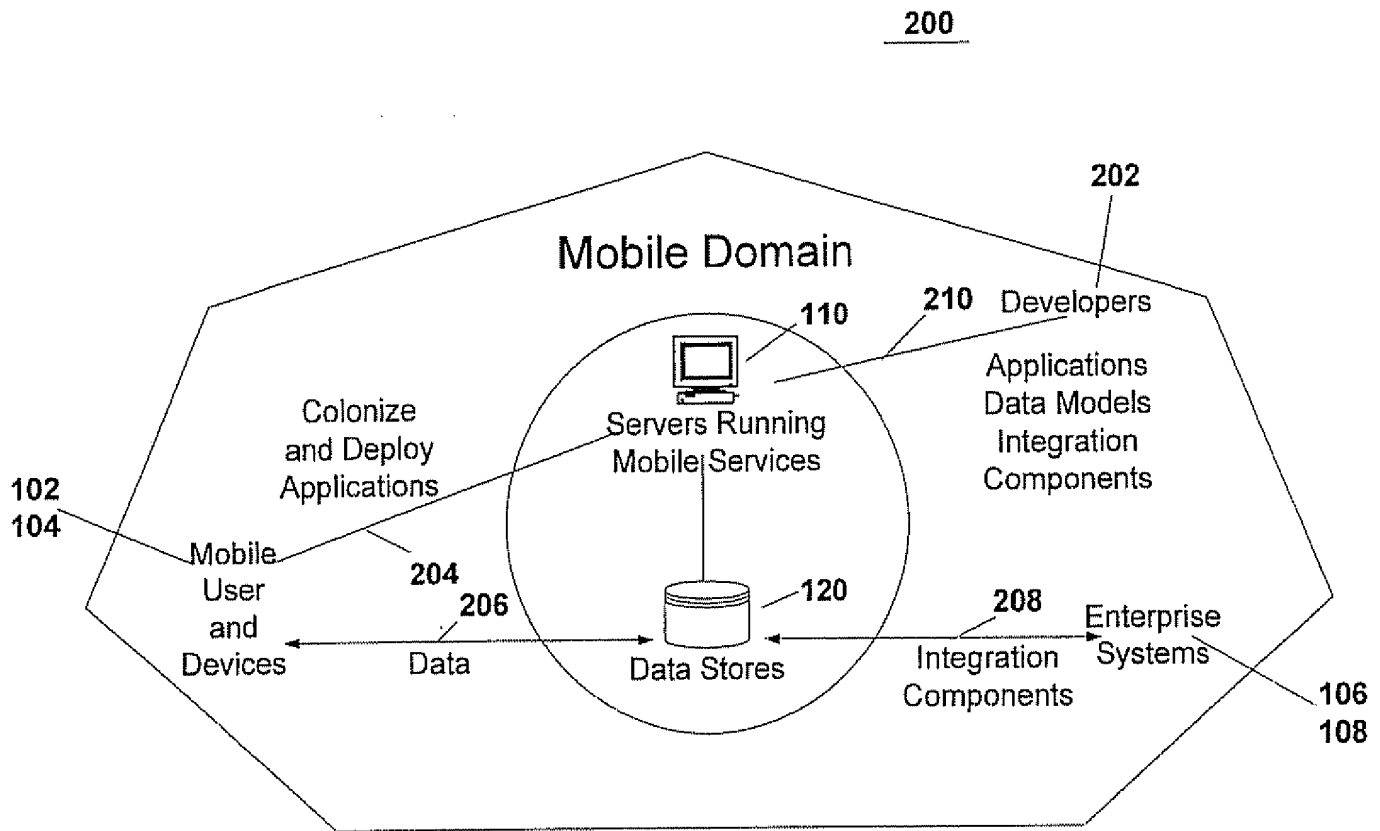 200
202
Mobile Domain
Developers
110
210
Applications
Data Models
Integration
Components
Colonize
and Deploy
Applications
Servers Running
Mobile Services
102
104
Mobile
User
and
Devices
204
206
Data
120
Data Stores
208
Integration
Components
Enterprise
Systems
106
108